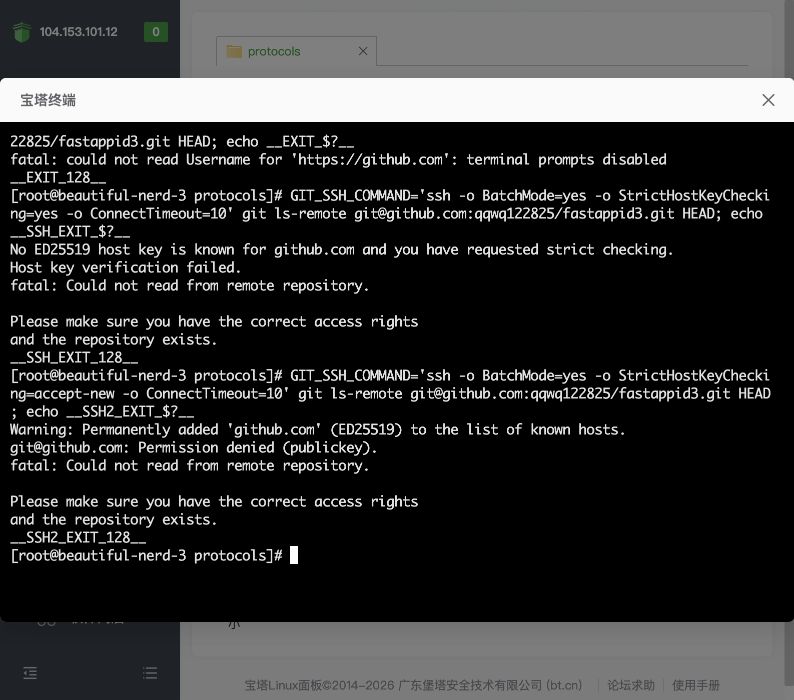 104.153.101.12
0
protocols
宝塔终端
22825/fastappid3.git HEAD; echo __EXIT_$?__
fatal: could not read Username for 'https://github.com': terminal prompts disabled
__EXIT_128__
[root@beautiful-nerd-3 protocols]# GIT_SSH_COMMAND='ssh -o BatchMode=yes -o StrictHostKeyChecki
ng=yes -o ConnectTimeout=10' git ls-remote git@github.com:qqwq122825/fastappid3.git HEAD; echo
__SSH_EXIT_$?__
No ED25519 host key is known for github.com and you have requested strict checking.
Host key verification failed.
fatal: Could not read from remote repository.
Please make sure you have the correct access rights
and the repository exists.
__SSH_EXIT_128__
[root@beautiful-nerd-3 protocols]# GIT_SSH_COMMAND='ssh -o BatchMode=yes -o StrictHostKeyChecki
ng=accept-new -o ConnectTimeout=10' git ls-remote git@github.com:qqwq122825/fastappid3.git HEAD
; echo __SSH2_EXIT_$?__
Warning: Permanently added 'github.com' (ED25519) to the list of known hosts.
git@github.com: Permission denied (publickey).
fatal: Could not read from remote repository.
Please make sure you have the correct access rights
and the repository exists.
__SSH2_EXIT_128__
[root@beautiful-nerd-3 protocols]#
宝塔Linux面板©2014-2026 广东堡塔安全技术有限公司 (bt.cn)
论坛求助
使用手册